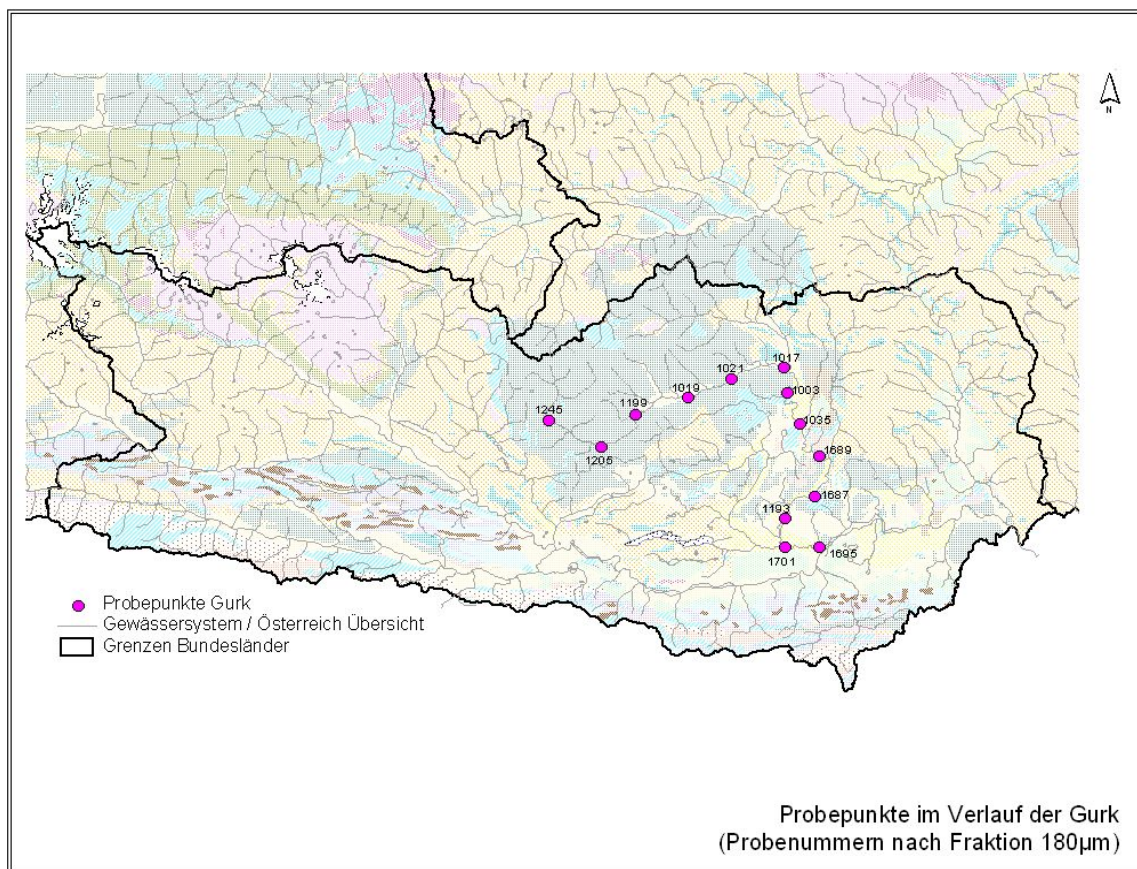 N
1017
1021
1003
1019
1199
1245
1035
1205
1689
1687
1193
1701
1695
Probepunkte Gurk
Gewässersystem / Österreich Übersicht
Grenzen Bundesländer
Probepunkte im Verlauf der Gurk
(Probenummern nach Fraktion 180µm)